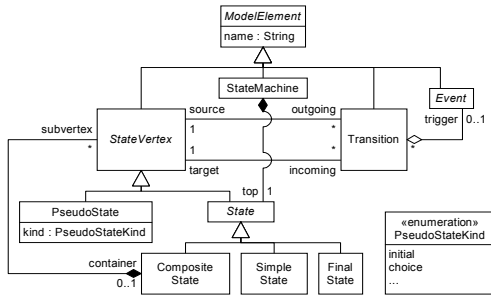 ModelElement
name : String
StateMachine
Event
source
outgoing
trigger
0..1
subvertex
*
StateVertex
1
*
Transition
*
1
*
target
incoming
top
1
PseudoState
kind : PseudoStateKind
State
«enumeration»
PseudoStateKind
initial
choice
...
container
0..1
Composite
State
Simple
State
Final
State